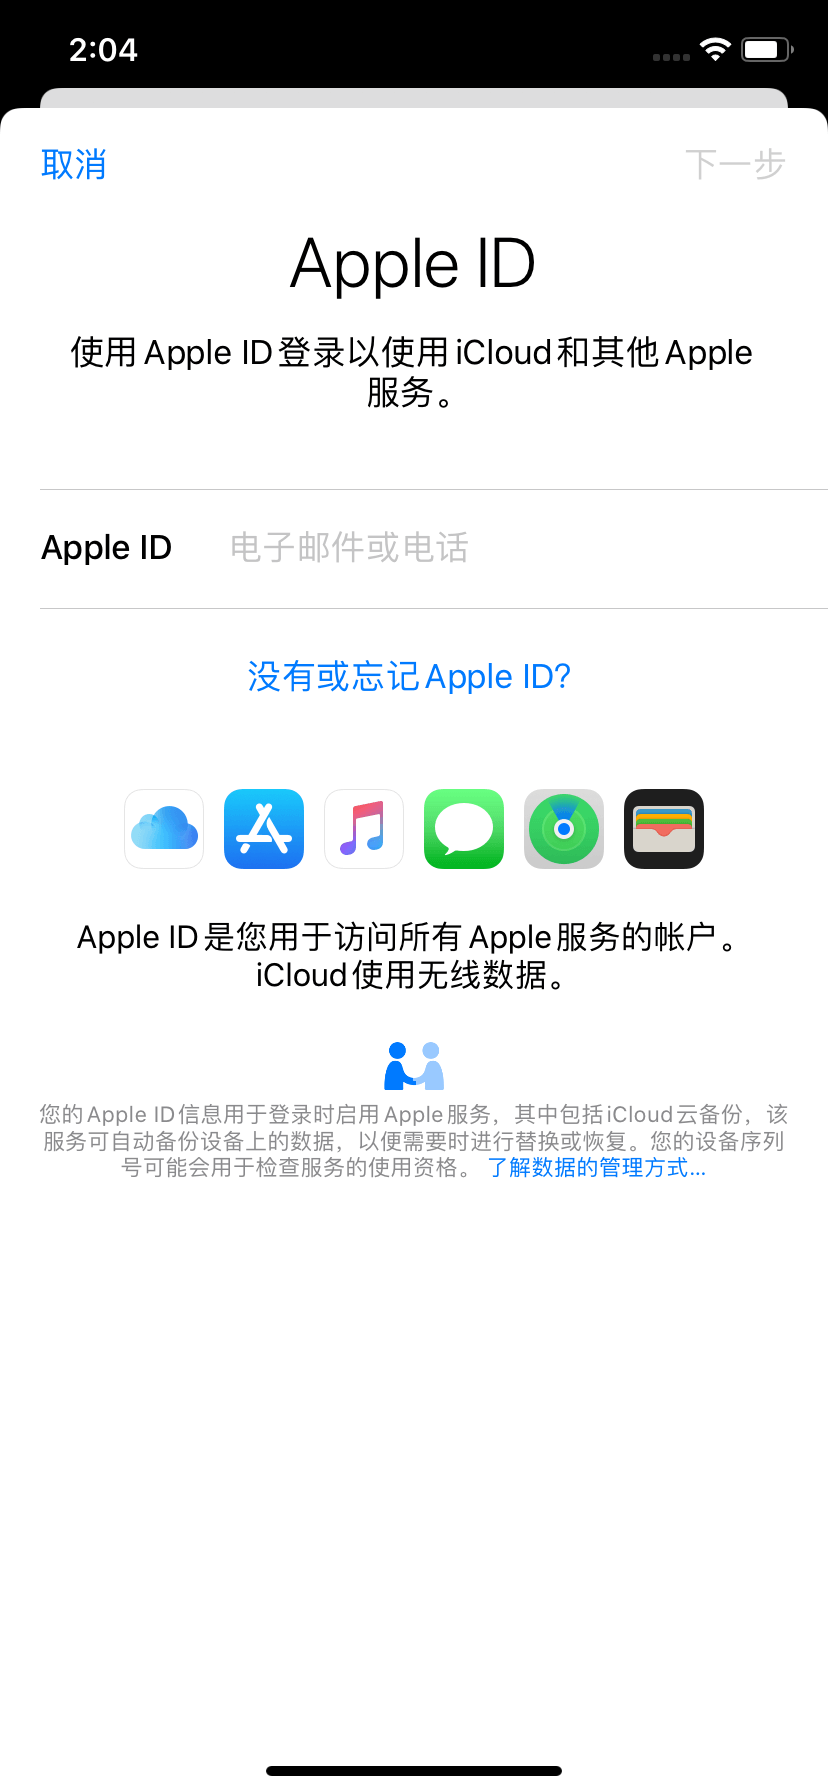 2:04
取消
下一步
Apple ID
使用 Apple ID 登录以使用 iCloud 和其他 Apple
服务。
Apple ID
电子邮件或电话
没有或忘记 Apple ID?
Apple ID 是您用于访问所有 Apple 服务的帐户。
iCloud 使用无线数据。
您的 Apple ID 信息用于登录时启用 Apple 服务，其中包括 iCloud 云备份，该
服务可自动备份设备上的数据，以便需要时进行替换或恢复。您的设备序列
号可能会用于检查服务的使用资格。 了解数据的管理方式...